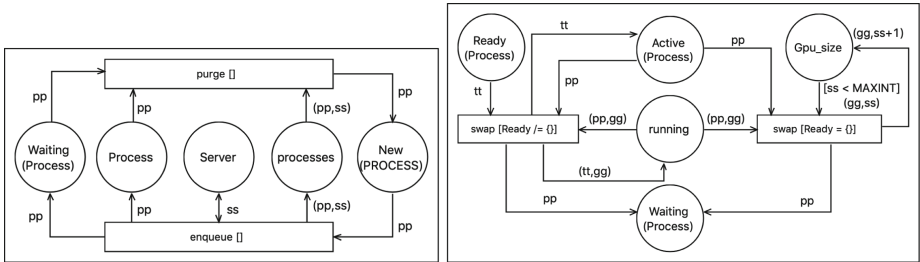 purge []
pp
pp
pp
(pp,ss)
Waiting
(Process)
Process
Server
processes
New
(PROCESS)
pp
pp
ss
(pp,ss)
pp
enqueue []
Ready
(Process)
tt
Active
(Process)
pp
Gpu_size
(gg,ss+1)
tt
pp
[ss < MAXINT]
(gg,ss)
swap [Ready /= {}]
(pp,gg)
running
(pp,gg)
swap [Ready = {}]
(tt,gg)
pp
Waiting
(Process)
pp